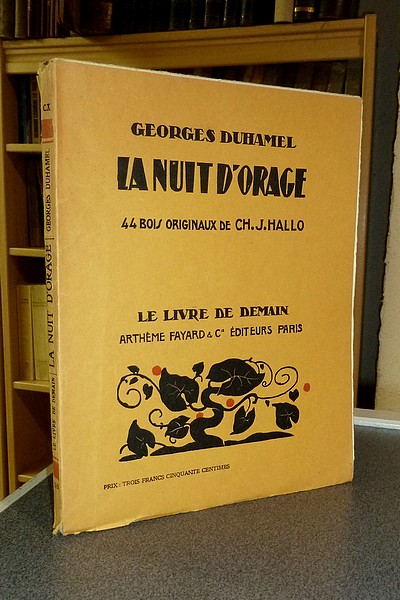 GEORGES DUHAMEL
LA NUIT D'ORAGE
44 BOIS ORIGINAUX DE CH. J. HALLO
LE LIVRE DE DEMAIN
ARTHÈME FAYARD & Cie ÉDITEURS PARIS
PRIX : TROIS FRANCS CINQUANTE CENTIMES
LE LIVRE DE DEMAIN | LA NUIT D'ORAGE | GEORGES DUHAMEL
CX